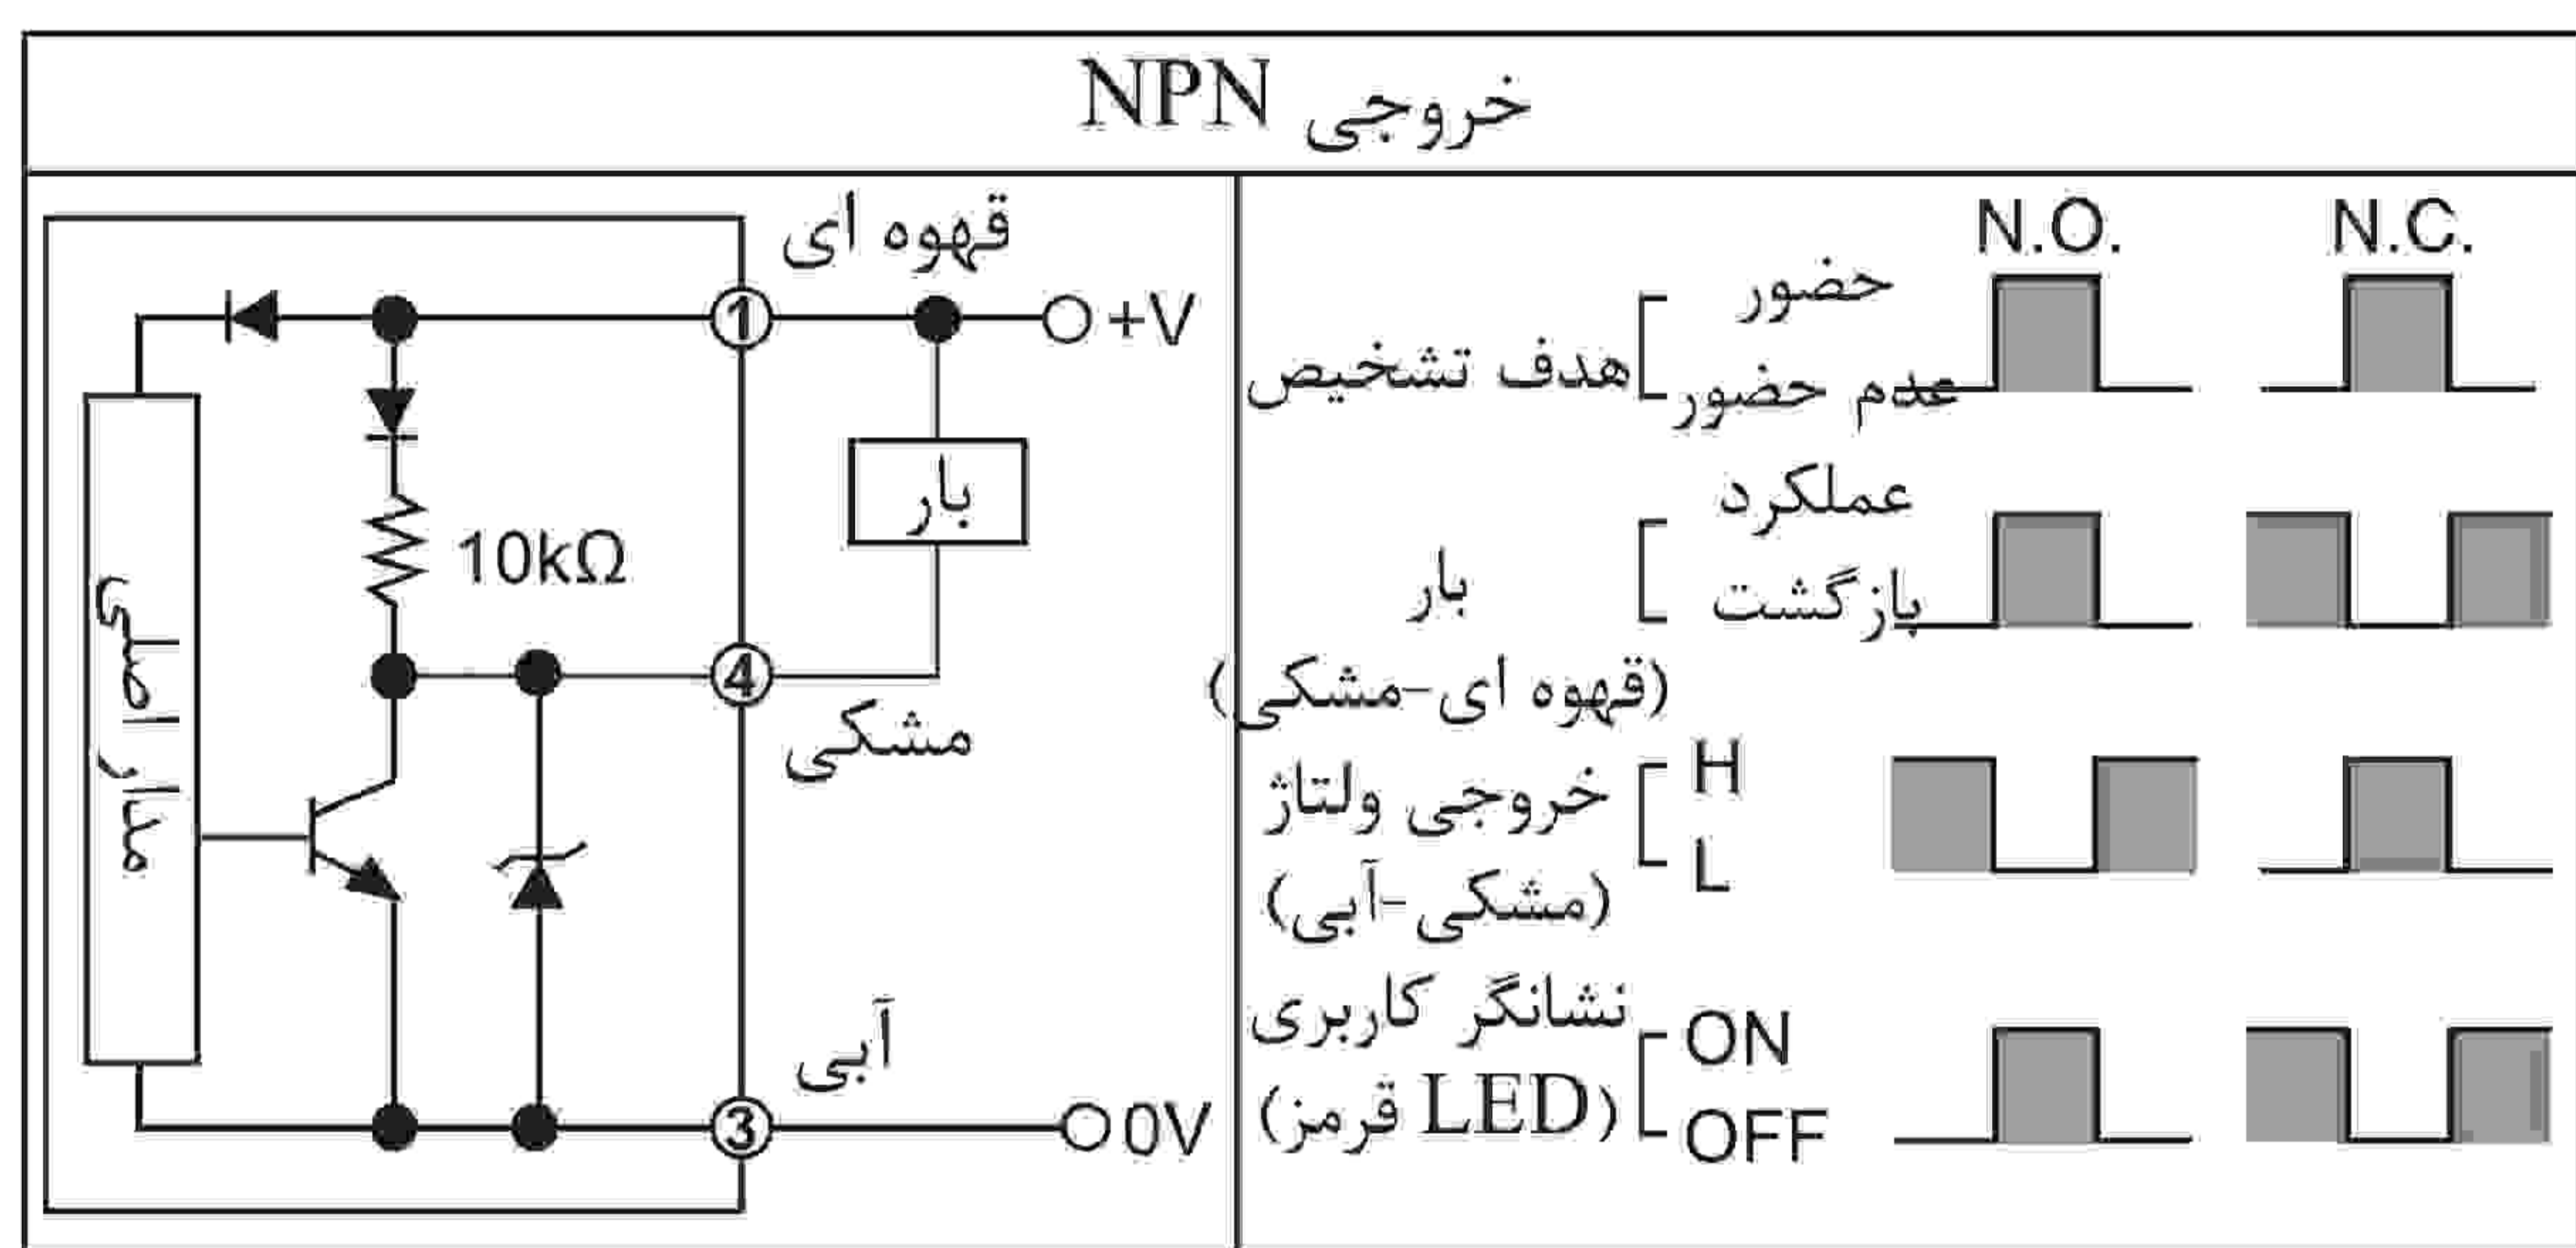 خروجی NPN
قهوه ای
1
+V
بار
10kΩ
مدار اصلی
4
مشکی
آبی
3
0V
N.O.
N.C.
هدف تشخیص
حضور
عدم حضور
بار
(قهوه ای-مشکی)
عملکرد
بازگشت
خروجی ولتاژ
(مشکی-آبی)
H
L
نشانگر کاربری
(LED قرمز)
ON
OFF